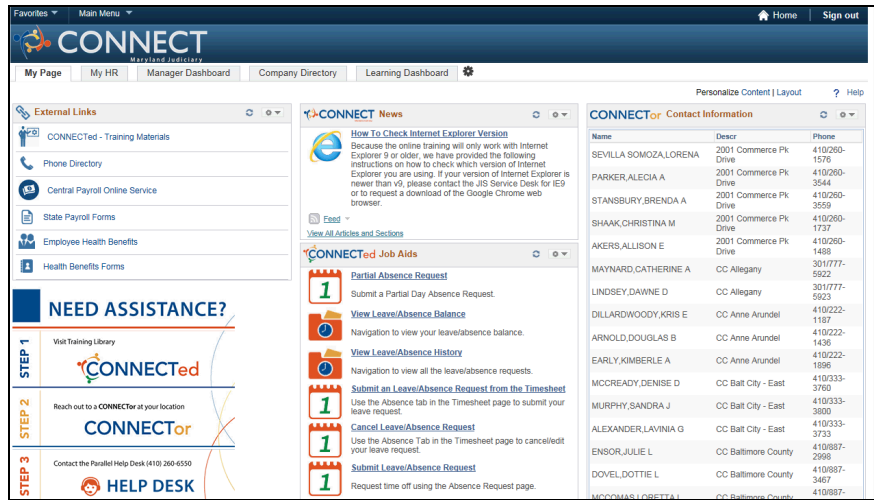 Favorites Main Menu Home Sign out
CONNECT
Maryland Judiciary
My Page My HR Manager Dashboard Company Directory Learning Dashboard
Personalize Content | Layout ? Help
External Links
CONNECTed - Training Materials
Phone Directory
Central Payroll Online Service
State Payroll Forms
Employee Health Benefits
Health Benefits Forms
NEED ASSISTANCE?
STEP 1
Visit Training Library
CONNECTed
STEP 2
Reach out to a CONNECTor at your location
CONNECTor
STEP 3
Contact the Parallel Help Desk (410) 260-6550
HELP DESK
CONNECT News
How To Check Internet Explorer Version
Because the online training will only work with Internet
Explorer 9 or older, we have provided the following
instructions on how to check which version of Internet
Explorer you are using. If your version of Internet Explorer is
newer than v9, please contact the JIS Service Desk for IE9
or to request a download of the Google Chrome web
browser.
Feed
View All Articles and Sections
CONNECTed Job Aids
1
Partial Absence Request
Submit a Partial Day Absence Request.
View Leave/Absence Balance
Navigation to view your leave/absence balance.
View Leave/Absence History
Navigation to view all the leave/absence requests.
1
Submit an Leave/Absence Request from the Timesheet
Use the Absence tab in the Timesheet page to submit your
leave request.
1
Cancel Leave/Absence Request
Use the Absence Tab in the Timesheet page to cancel/edit
your leave request.
1
Submit Leave/Absence Request
Request time off using the Absence Request page.
CONNECTor Contact Information
Name Descr Phone
SEVILLA SOMOZA,LORENA 2001 Commerce Pk Drive 410/260-1576
PARKER,ALECIA A 2001 Commerce Pk Drive 410/260-3544
STANSBURY,BRENDA A 2001 Commerce Pk Drive 410/260-3559
SHAAK,CHRISTINA M 2001 Commerce Pk Drive 410/260-1737
AKERS,ALLISON E 2001 Commerce Pk Drive 410/260-1488
MAYNARD,CATHERINE A CC Allegany 301/777-5922
LINDSEY,DAWNE D CC Allegany 301/777-5923
DILLARDWOODY,KRIS E CC Anne Arundel 410/222-1187
ARNOLD,DOUGLAS B CC Anne Arundel 410/222-1436
EARLY,KIMBERLE A CC Anne Arundel 410/222-1896
MCCREADY,DENISE D CC Balt City - East 410/333-3760
MURPHY,SANDRA J CC Balt City - East 410/333-3800
ALEXANDER,LAVINIA G CC Balt City - East 410/333-3733
ENSOR,JULIE L CC Baltimore County 410/887-2998
DOVEL,DOTTIE L CC Baltimore County 410/887-3467
MCCOMAS,LORETTA L CC Baltimore County 410/887-